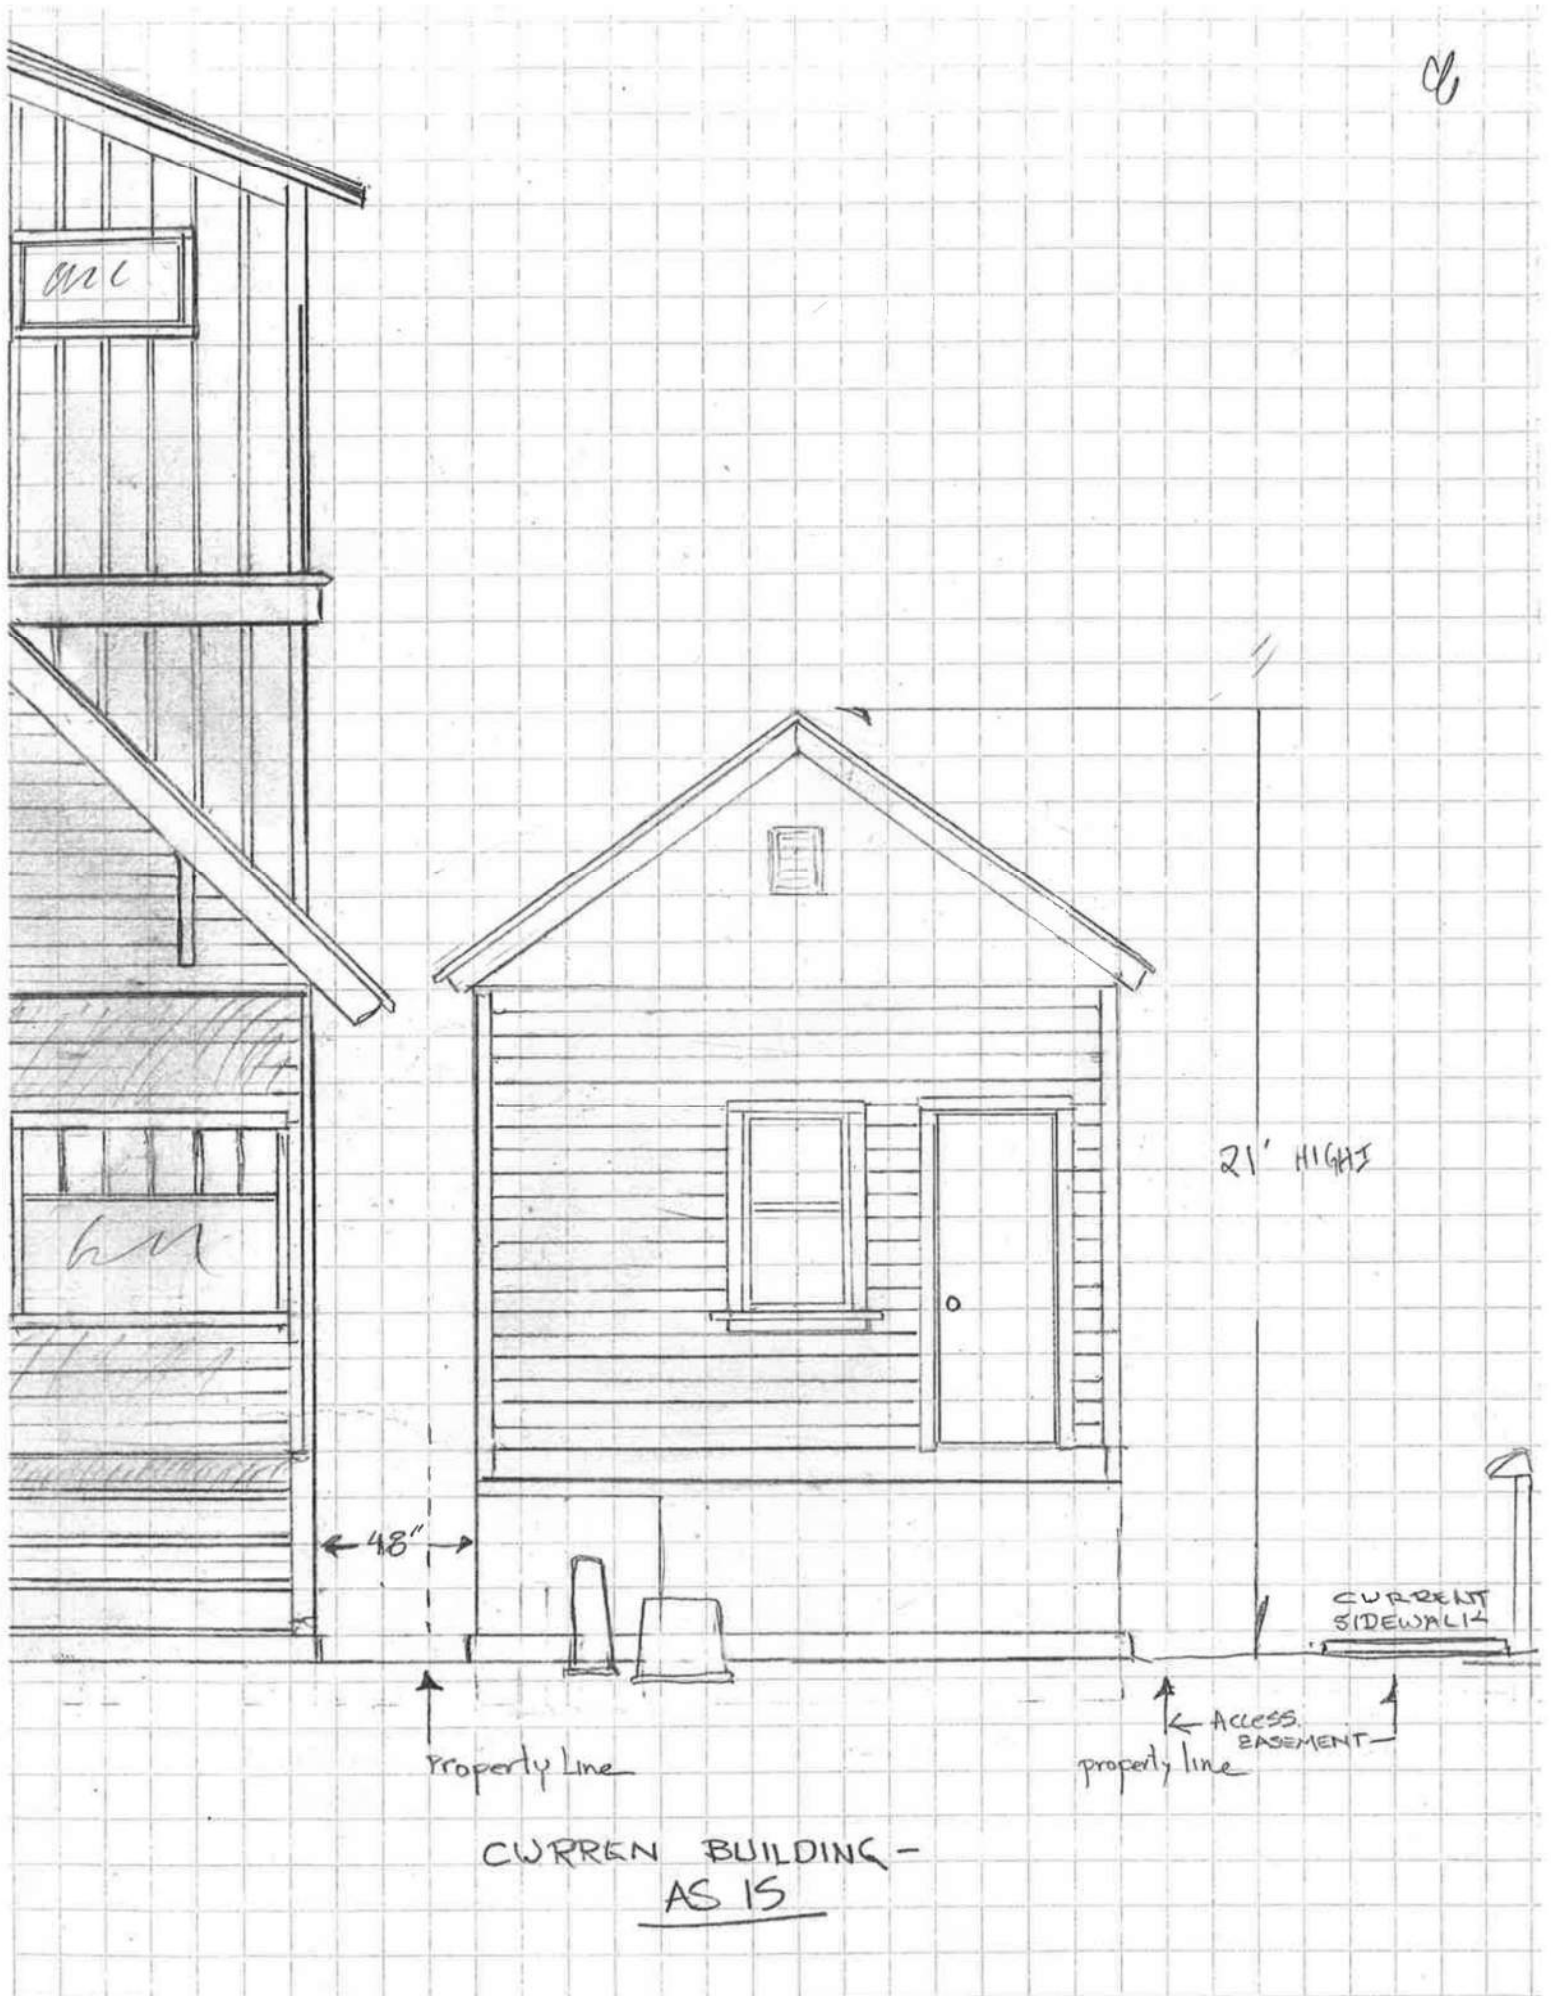 21' HIGH
48"
CURRENT
SIDEWALK
Access
EASEMENT
Property Line
property line
CURREN BUILDING -
AS IS